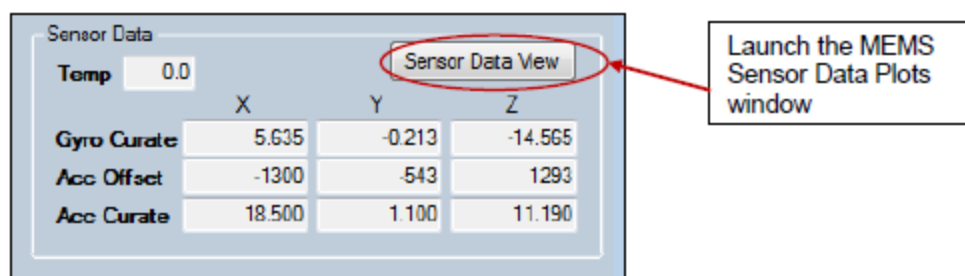 Sensor Data
Temp 0.0
Sensor Data View
X Y Z
Gyro Curate 5.635 -0.213 -14.565
Acc Offset -1300 -543 1293
Acc Curate 18.500 1.100 11.190
Launch the MEMS
Sensor Data Plots
window